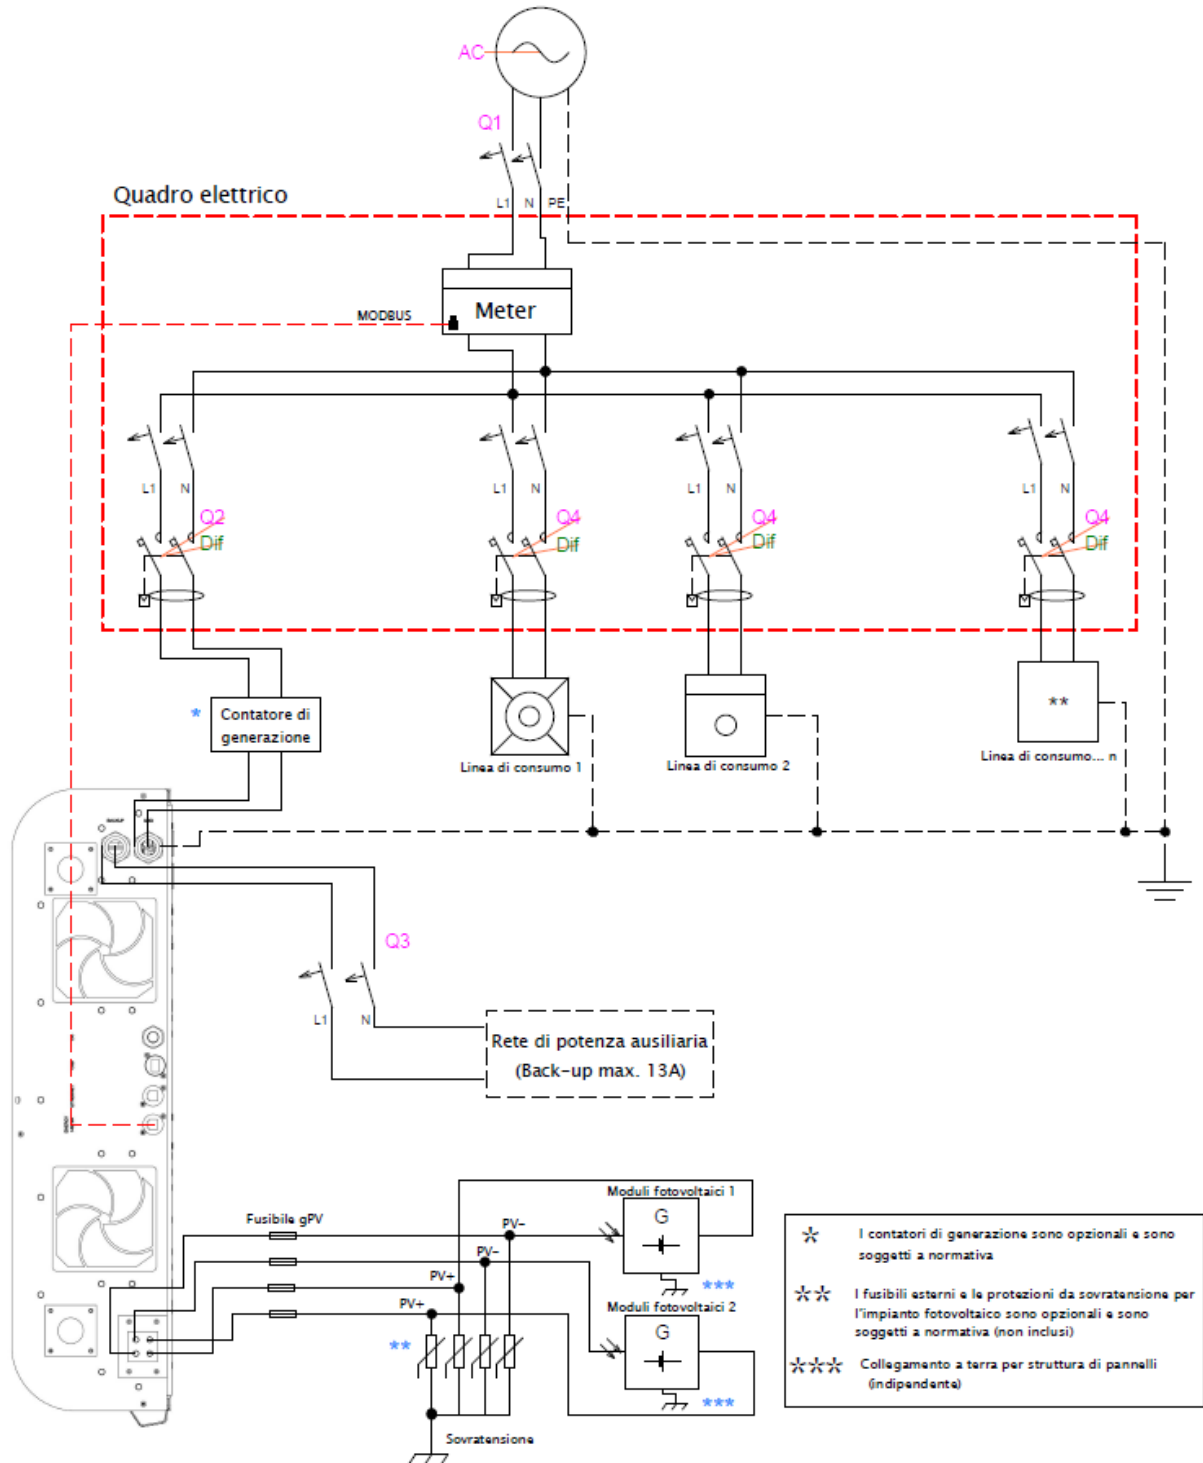 AC
Q1
Quadro elettrico
L1 N PE
MODBUS
Meter
L1 N
L1 N
L1 N
L1 N
Q2
Dif
Q4
Dif
Q4
Dif
Q4
Dif
*
Contatore di
generazione
**
Linea di consumo 1
Linea di consumo 2
Linea di consumo... n
BACKUP
Q3
L1 N
Rete di potenza ausiliaria
(Back-up max. 13A)
Moduli fotovoltaici 1
G
***
Fusibile gPV
PV-
PV-
PV+
PV+
Moduli fotovoltaici 2
G
***
**
Sovratensione
* I contatori di generazione sono opzionali e sono
soggetti a normativa
** I fusibili esterni e le protezioni da sovratensione per
l'impianto fotovoltaico sono opzionali e sono
soggetti a normativa (non inclusi)
*** Collegamento a terra per struttura di pannelli
(indipendente)